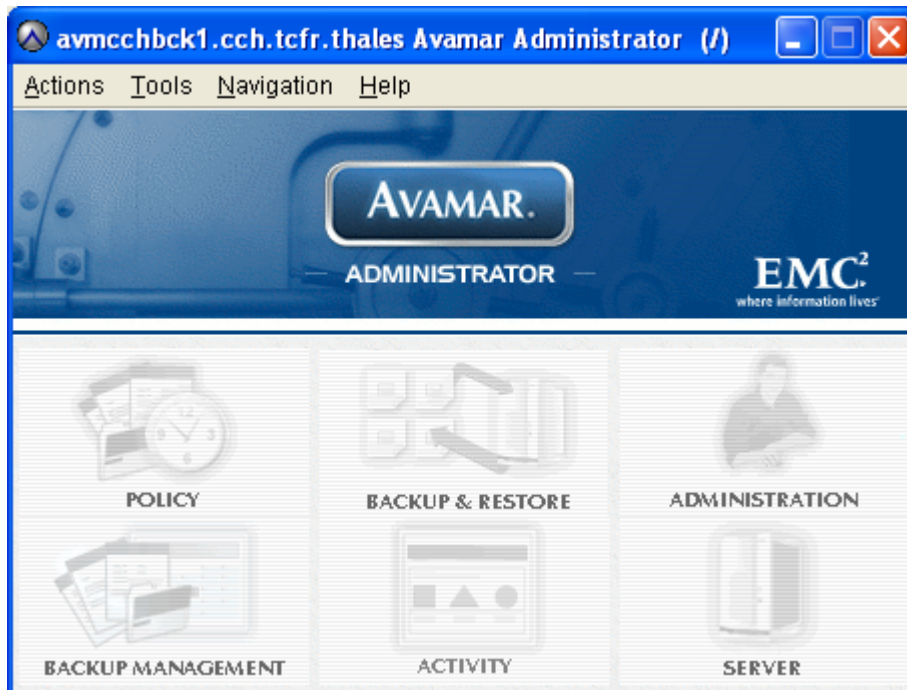 avmcchbck1.cch.tcfr.thales Avamar Administrator (/)
Actions Tools Navigation Help
AVAMAR.
ADMINISTRATOR
EMC²
where information lives®
POLICY
BACKUP & RESTORE
ADMINISTRATION
BACKUP MANAGEMENT
ACTIVITY
SERVER